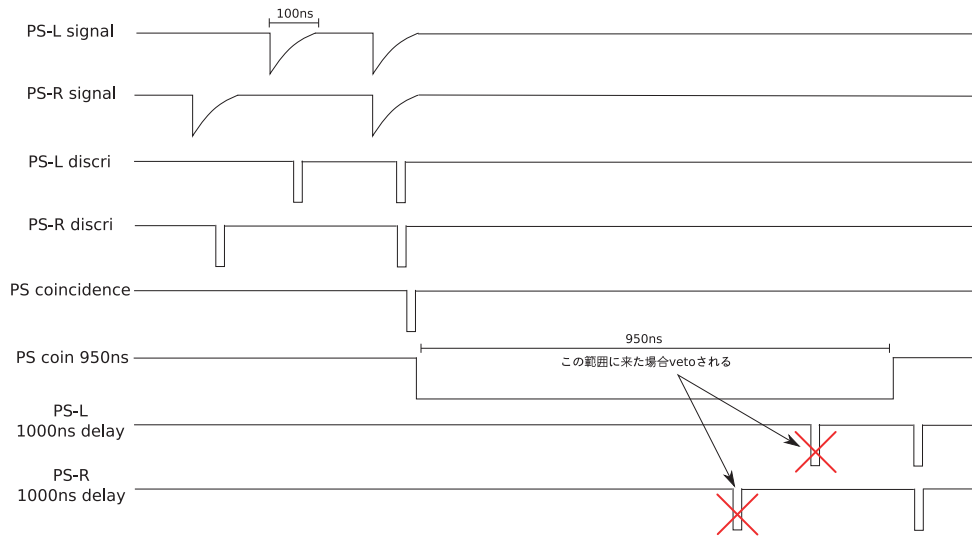 100ns
PS-L signal
PS-R signal
PS-L discri
PS-R discri
PS coincidence
950ns
PS coin 950ns
この範囲に来た場合vetoされる
PS-L
1000ns delay
PS-R
1000ns delay